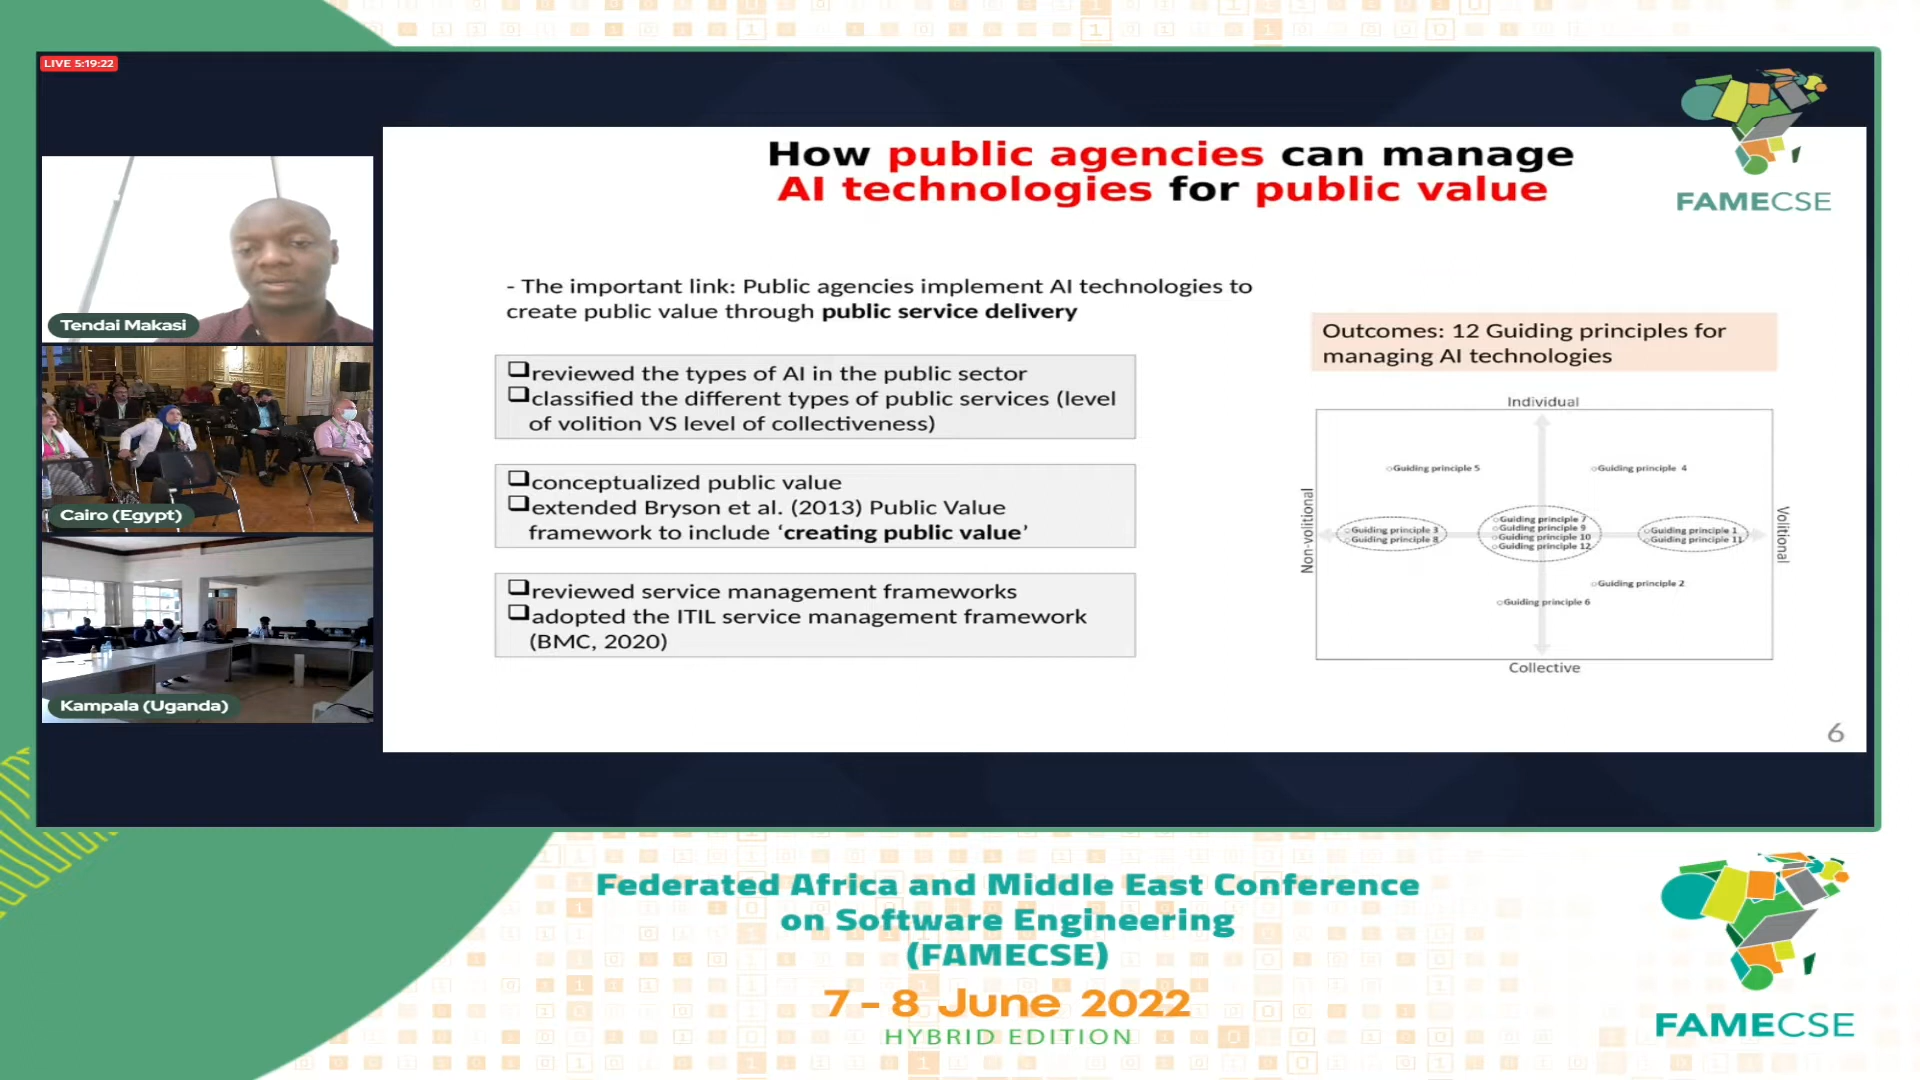 LIVE 5:19:22
FAMECSE
How public agencies can manage
AI technologies for public value
- The important link: Public agencies implement AI technologies to
create public value through public service delivery
reviewed the types of AI in the public sector
classified the different types of public services (level
of volition VS level of collectiveness)
conceptualized public value
extended Bryson et al. (2013) Public Value
framework to include ‘creating public value’
reviewed service management frameworks
adopted the ITIL service management framework
(BMC, 2020)
Outcomes: 12 Guiding principles for
managing AI technologies
Individual
Guiding principle 5
Guiding principle 4
Non-volitional
Guiding principle 3
Guiding principle 8
Guiding principle 7
Guiding principle 9
Guiding principle 10
Guiding principle 12
Guiding principle 1
Guiding principle 11
Volitional
Guiding principle 2
Guiding principle 6
Collective
6
Tendai Makasi
Cairo (Egypt)
Kampala (Uganda)
Federated Africa and Middle East Conference
on Software Engineering
(FAMECSE)
7 - 8 June 2022
HYBRID EDITION
FAMECSE